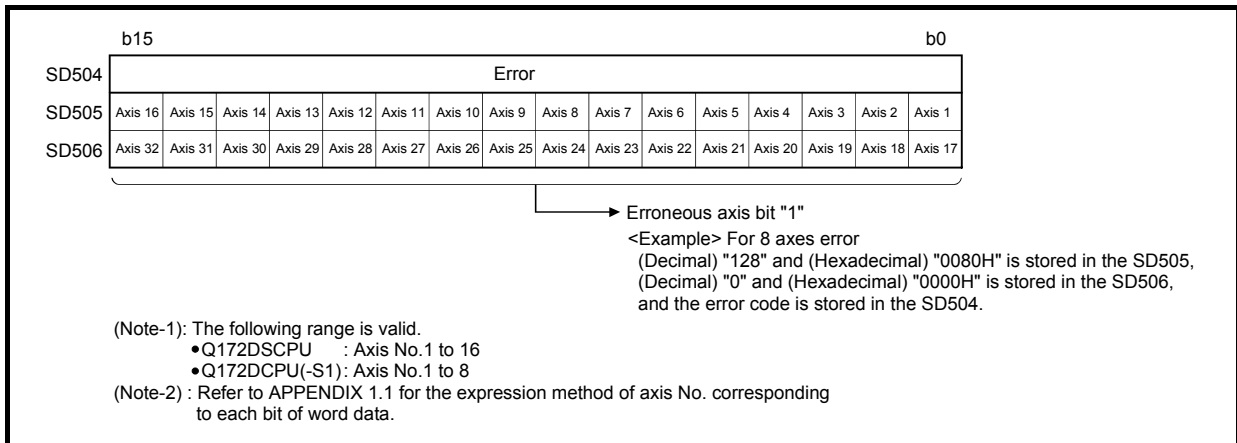 b15 b0
SD504 Error
SD505 Axis 16 Axis 15 Axis 14 Axis 13 Axis 12 Axis 11 Axis 10 Axis 9 Axis 8 Axis 7 Axis 6 Axis 5 Axis 4 Axis 3 Axis 2 Axis 1
SD506 Axis 32 Axis 31 Axis 30 Axis 29 Axis 28 Axis 27 Axis 26 Axis 25 Axis 24 Axis 23 Axis 22 Axis 21 Axis 20 Axis 19 Axis 18 Axis 17
Erroneous axis bit "1"
<Example> For 8 axes error
(Decimal) "128" and (Hexadecimal) "0080H" is stored in the SD505,
(Decimal) "0" and (Hexadecimal) "0000H" is stored in the SD506,
and the error code is stored in the SD504.
(Note-1): The following range is valid.
•Q172DSCPU : Axis No.1 to 16
•Q172DCPU(-S1): Axis No.1 to 8
(Note-2) : Refer to APPENDIX 1.1 for the expression method of axis No. corresponding
to each bit of word data.